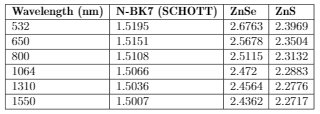 Wavelength (nm) N-BK7 (SCHOTT) ZnSe ZnS
532 1.5195 2.6763 2.3969
650 1.5151 2.5678 2.3504
800 1.5108 2.5115 2.3132
1064 1.5066 2.472 2.2883
1310 1.5036 2.4564 2.2776
1550 1.5007 2.4362 2.2717